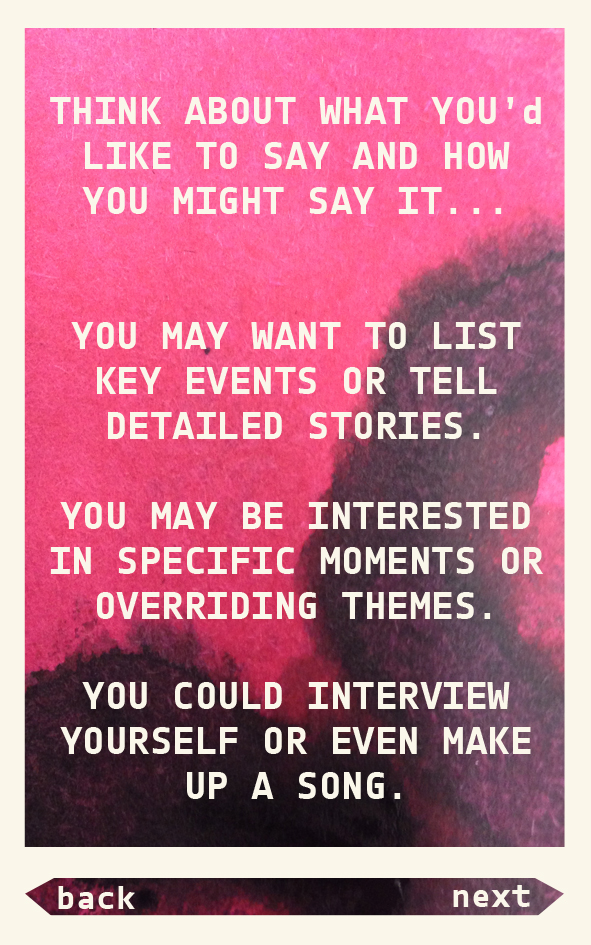 THINK ABOUT WHAT YOU'd
LIKE TO SAY AND HOW
YOU MIGHT SAY IT...
YOU MAY WANT TO LIST
KEY EVENTS OR TELL
DETAILED STORIES.
YOU MAY BE INTERESTED
IN SPECIFIC MOMENTS OR
OVERRIDING THEMES.
YOU COULD INTERVIEW
YOURSELF OR EVEN MAKE
UP A SONG.
back next